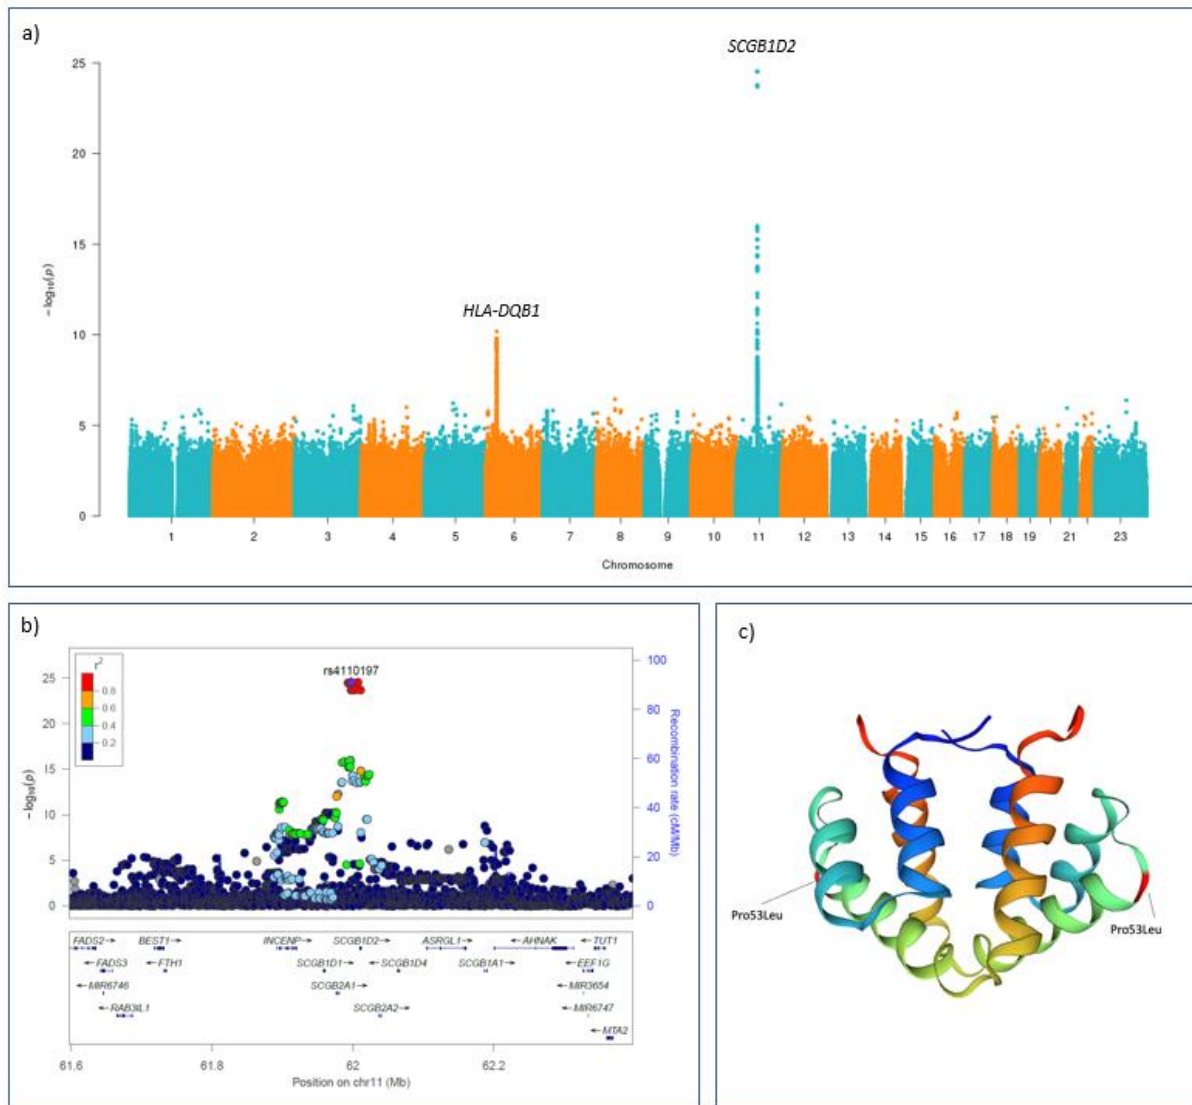 a)
SCGB1D2
HLA-DQB1
25
20
15
10
5
0
−log10(p)
1 2 3 4 5 6 7 8 9 10 11 12 13 14 15 16 17 18 19 21 23
Chromosome
b)
r2
0.8
0.6
0.4
0.2
rs4110197
25
20
15
10
5
0
−log10(p)
100
80
60
40
20
0
Recombination rate (cM/Mb)
FADS2→ BEST1→ INCENP→ SCGB1D2→ ASRGL1→ ←AHNAK ←TUT1
←FADS3 ←FTH1 SCGB1D1→ ←SCGB1D4 SCGB1A1→ ←EEF1G
←MIR6746 SCGB2A1→ ←MIR3654
←RAB3IL1 SCGB2A2→ ←MIR6747
←MTA2
61.6 61.8 62 62.2
Position on chr11 (Mb)
c)
Pro53Leu
Pro53Leu